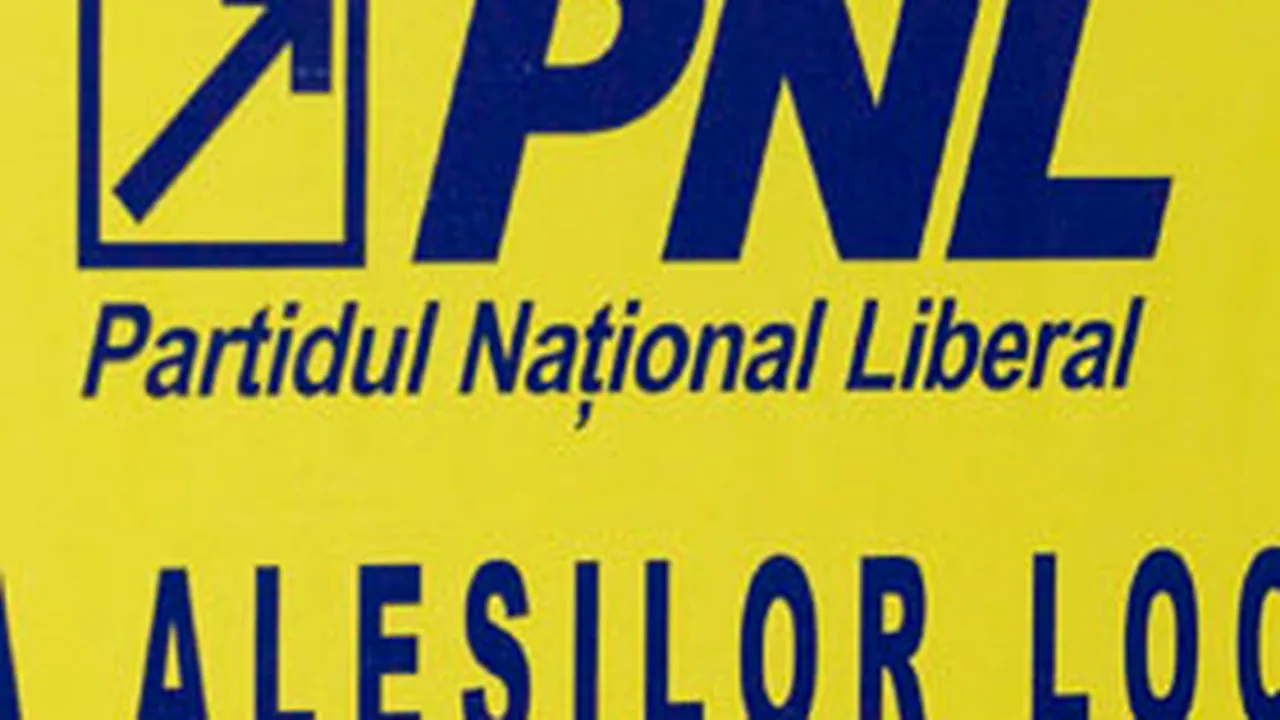 PNL
Partidul Național Liberal
A ALESILOR LOC